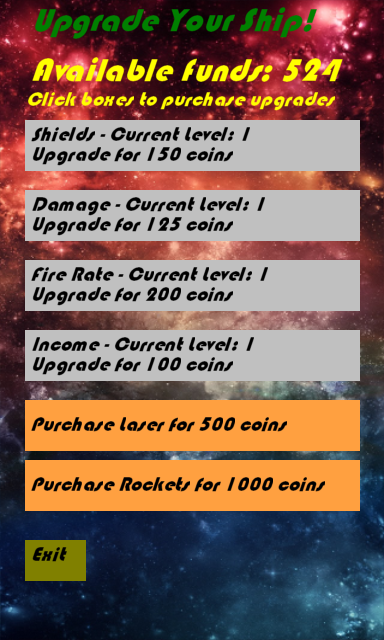 Upgrade Your Ship!
Available Funds: 524
Click boxes to purchase upgrades
Shields - Current Level: 1
Upgrade for 150 coins
Damage - Current Level: 1
Upgrade for 125 coins
Fire Rate - Current Level: 1
Upgrade for 200 coins
Income - Current Level: 1
Upgrade for 100 coins
Purchase Laser for 500 coins
Purchase Rockets for 1000 coins
Exit